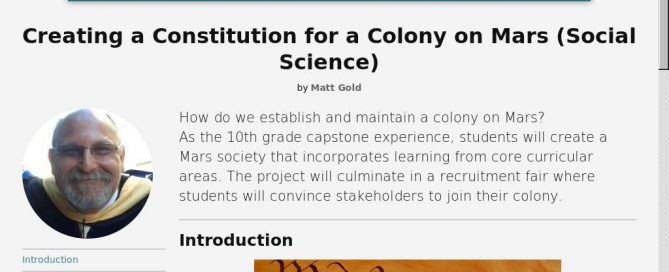 Creating a Constitution for a Colony on Mars (Social
Science)
by Matt Gold
How do we establish and maintain a colony on Mars?
As the 10th grade capstone experience, students will create a
Mars society that incorporates learning from core curricular
areas. The project will culminate in a recruitment fair where
students will convince stakeholders to join their colony.
Introduction
Introduction